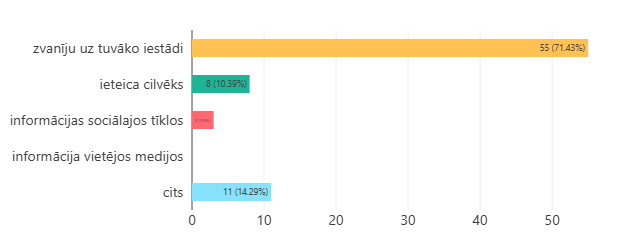 zvanīju uz tuvāko iestādi
55 (71.43%)
ieteica cilvēks
8 (10.39%)
informācijas sociālajos tīklos
informācija vietējos medijos
cits
11 (14.29%)
0 10 20 30 40 50